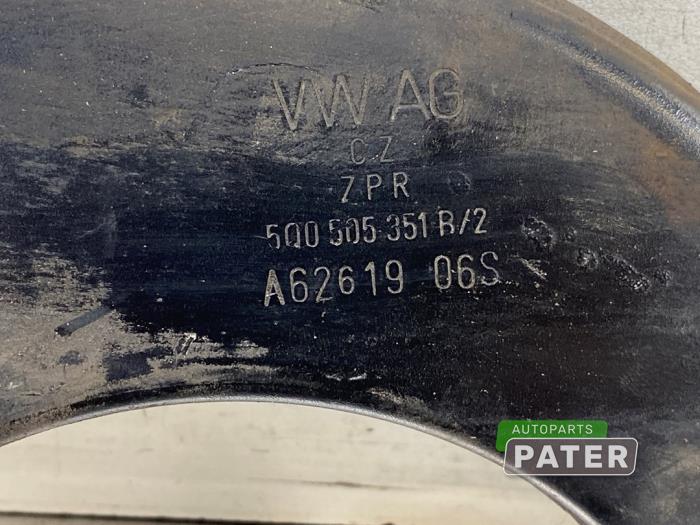 VW AG
CZ
ZPR
5Q0 505 351 B/2
A62619 06S
AUTOPARTS
PATER